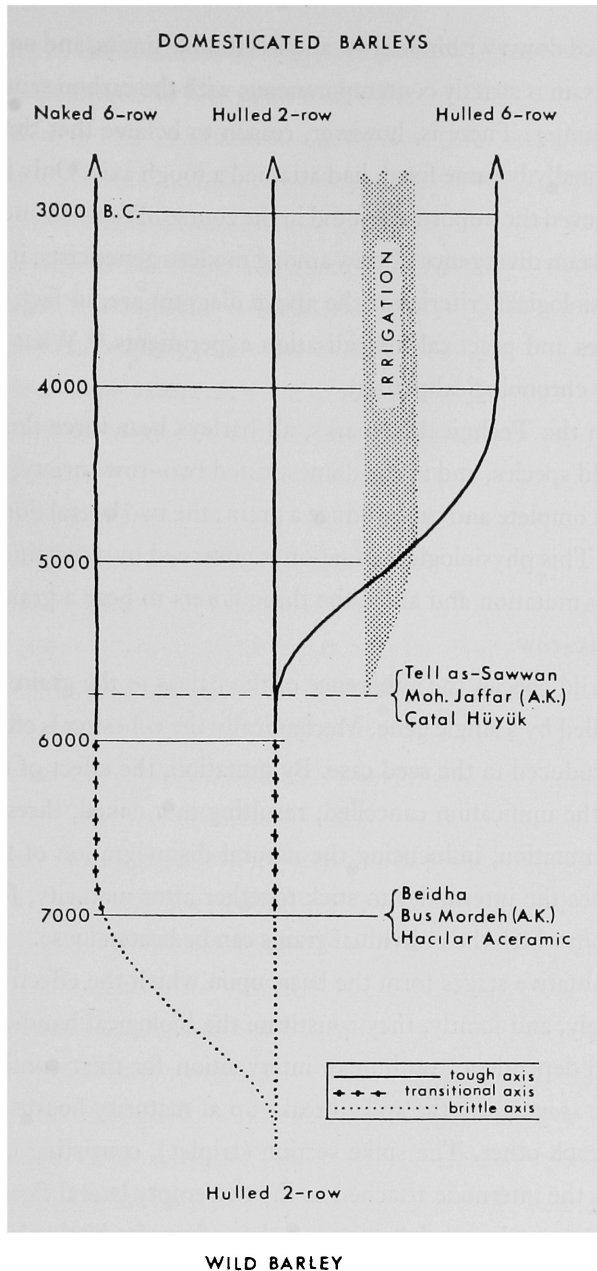 DOMESTICATED BARLEYS
Naked 6-row
Hulled 2-row
Hulled 6-row
3000 B.C.
IRRIGATION
4000
5000
Tell as-Sawwan
Moh. Jaffar (A.K.)
Çatal Hüyük
6000
Beidha
7000
Bus Mordeh (A.K.)
Hacılar Aceramic
tough axis
transitional axis
brittle axis
Hulled 2-row
WILD BARLEY